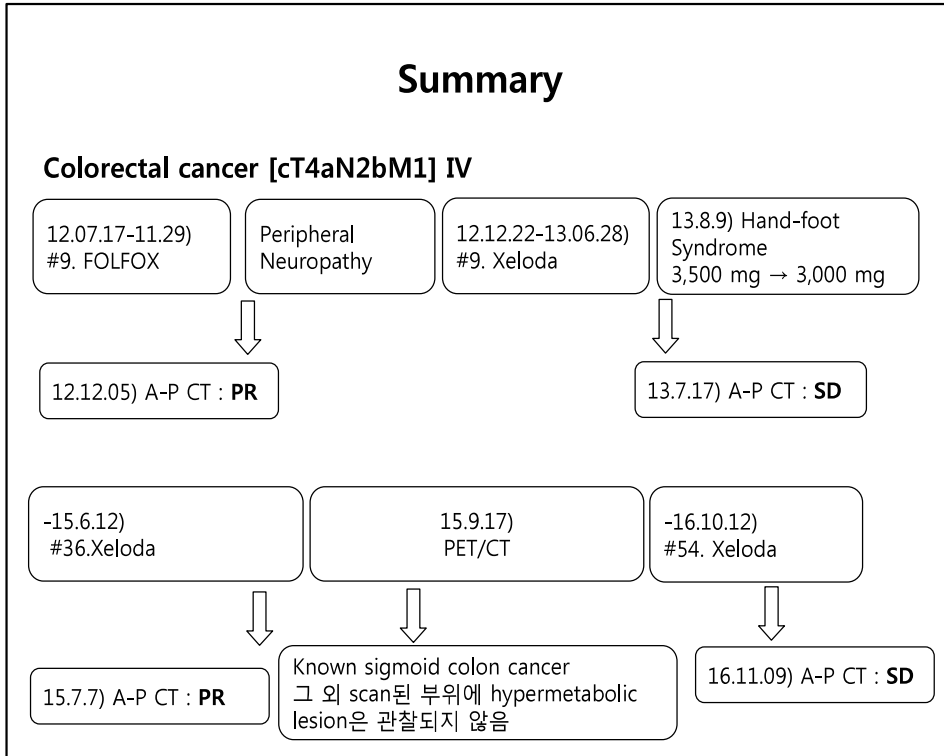 Summary
Colorectal cancer [cT4aN2bM1] IV
12.07.17-11.29)
#9. FOLFOX
Peripheral
Neuropathy
12.12.22-13.06.28)
#9. Xeloda
13.8.9) Hand-foot
Syndrome
3,500 mg → 3,000 mg
12.12.05) A-P CT : PR
13.7.17) A-P CT : SD
-15.6.12)
#36.Xeloda
15.9.17)
PET/CT
-16.10.12)
#54. Xeloda
15.7.7) A-P CT : PR
Known sigmoid colon cancer
그 외 scan된 부위에 hypermetabolic
lesion은 관찰되지 않음
16.11.09) A-P CT : SD